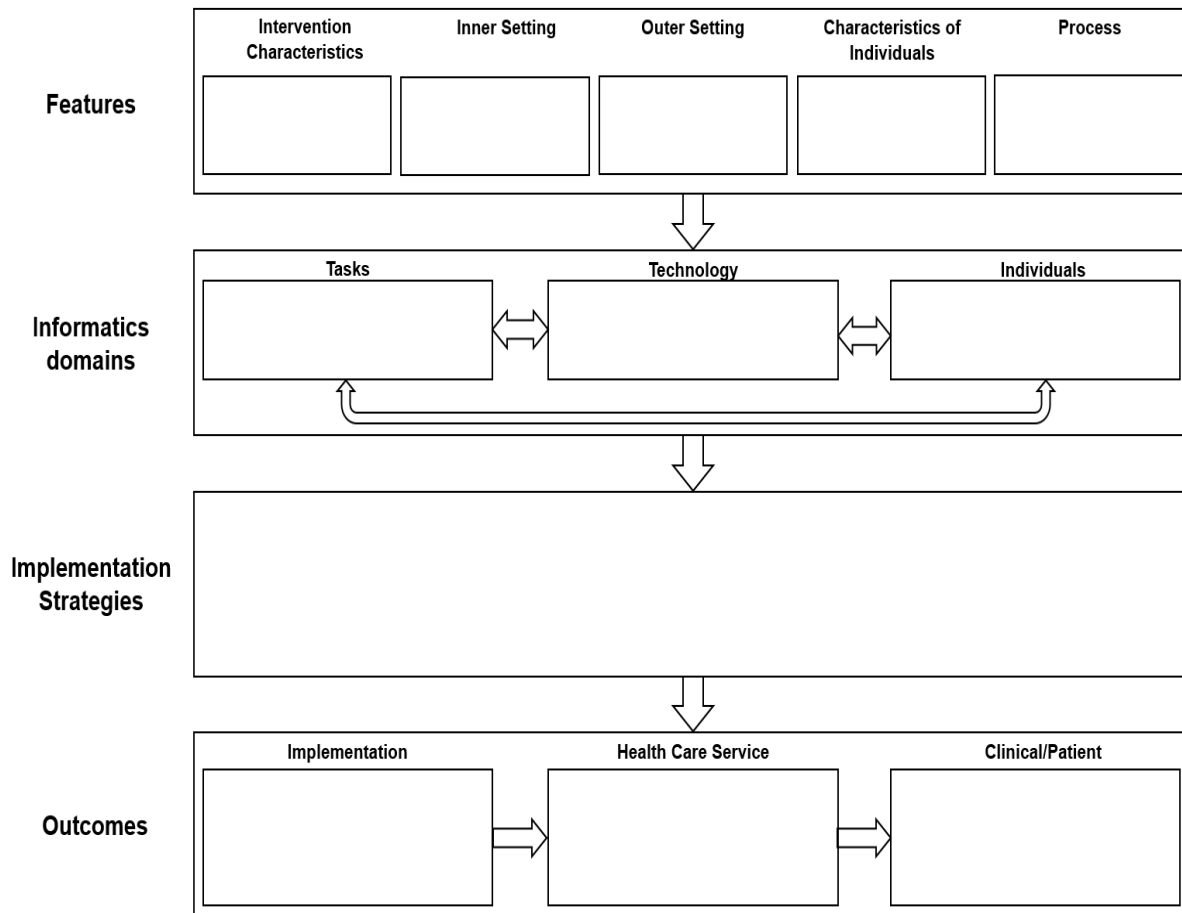 Intervention
Characteristics
Inner Setting
Outer Setting
Characteristics of
Individuals
Process
Features
Tasks
Technology
Individuals
Informatics
domains
Implementation
Strategies
Implementation
Health Care Service
Clinical/Patient
Outcomes